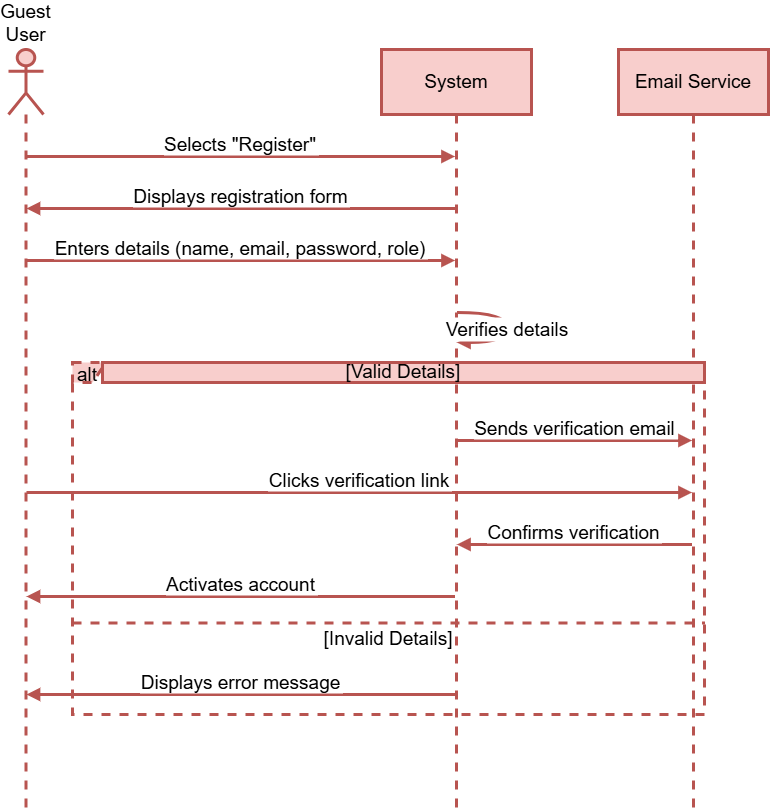 Guest
User
System
Email Service
Selects "Register"
Displays registration form
Enters details (name, email, password, role)
Verifies details
alt
[Valid Details]
Sends verification email
Clicks verification link
Confirms verification
Activates account
[Invalid Details]
Displays error message